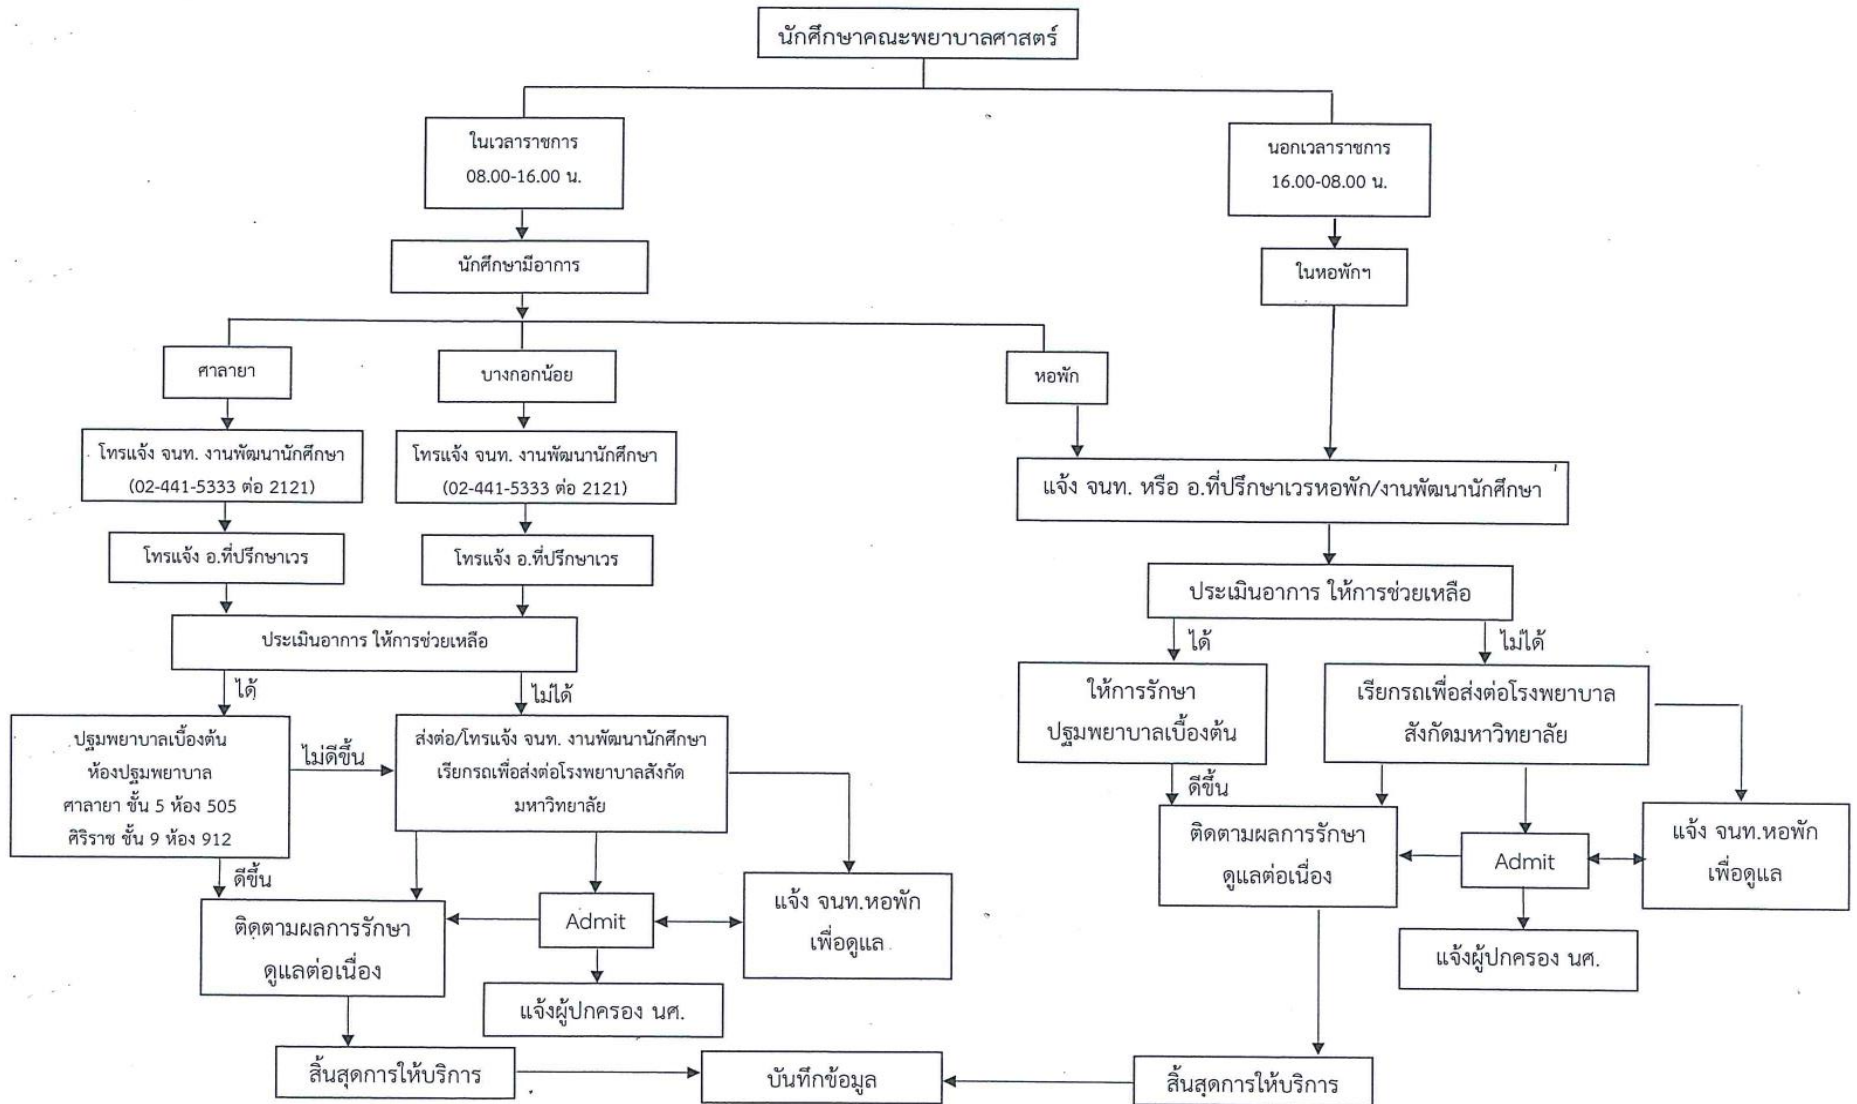 นักศึกษาคณะพยาบาลศาสตร์
ในเวลาราชการ
08.00-16.00 น.
นอกเวลาราชการ
16.00-08.00 น.
นักศึกษามีอาการ
ในหอพักฯ
ศาลายา
บางกอกน้อย
หอพัก
โทรแจ้ง จนท. งานพัฒนานักศึกษา
(02-441-5333 ต่อ 2121)
โทรแจ้ง จนท. งานพัฒนานักศึกษา
(02-441-5333 ต่อ 2121)
แจ้ง จนท. หรือ อ.ที่ปรึกษาเวรหอพัก/งานพัฒนานักศึกษา
โทรแจ้ง อ.ที่ปรึกษาเวร
โทรแจ้ง อ.ที่ปรึกษาเวร
ประเมินอาการ ให้การช่วยเหลือ
ประเมินอาการ ให้การช่วยเหลือ
ได้
ไม่ได้
ได้
ไม่ได้
ปฐมพยาบาลเบื้องต้น
ห้องปฐมพยาบาล
ศาลายา ชั้น 5 ห้อง 505
ศิริราช ชั้น 9 ห้อง 912
ไม่ดีขึ้น
ส่งต่อ/โทรแจ้ง จนท. งานพัฒนานักศึกษา
เรียกรถเพื่อส่งต่อโรงพยาบาลสังกัด
มหาวิทยาลัย
ให้การรักษา
ปฐมพยาบาลเบื้องต้น
เรียกรถเพื่อส่งต่อโรงพยาบาล
สังกัดมหาวิทยาลัย
ดีขึ้น
ดีขึ้น
ติดตามผลการรักษา
ดูแลต่อเนื่อง
Admit
แจ้ง จนท.หอพัก
เพื่อดูแล
ติดตามผลการรักษา
ดูแลต่อเนื่อง
Admit
แจ้ง จนท.หอพัก
เพื่อดูแล
แจ้งผู้ปกครอง นศ.
แจ้งผู้ปกครอง นศ.
สิ้นสุดการให้บริการ
บันทึกข้อมูล
สิ้นสุดการให้บริการ